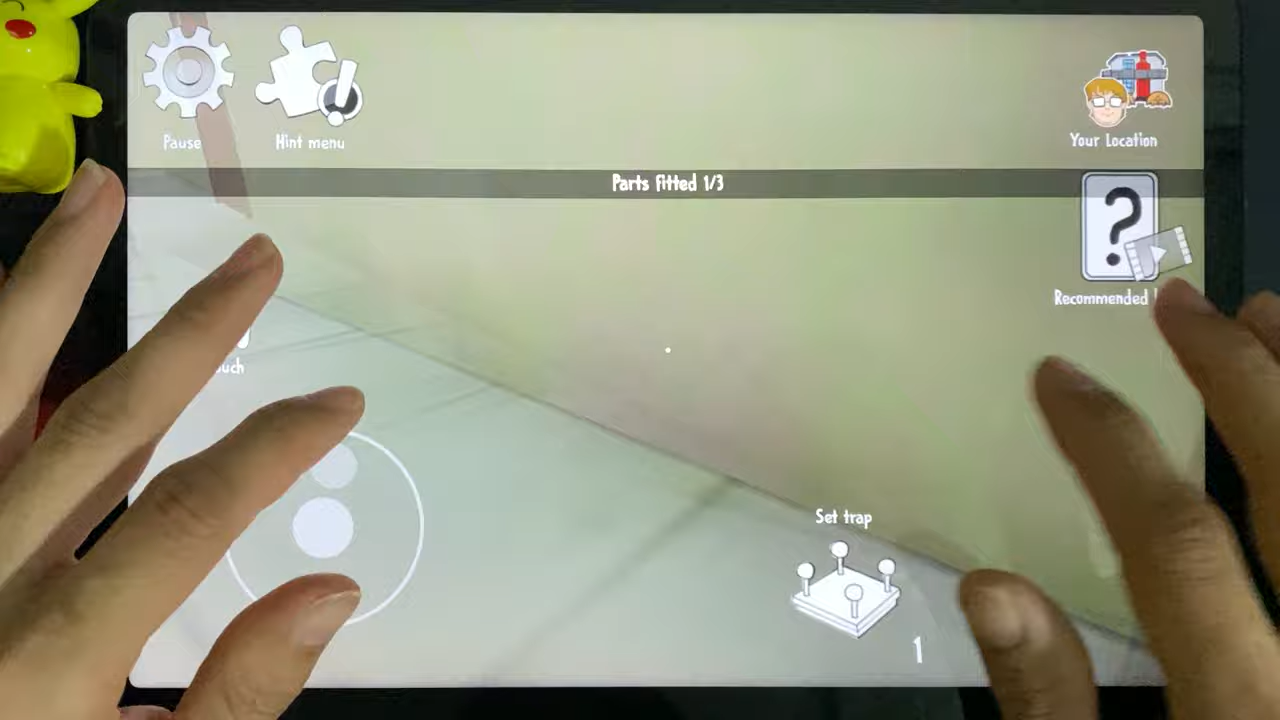 Pause
Hint menu
Your Location
Parts fitted 1/3
?
Recommended
Set trap
1